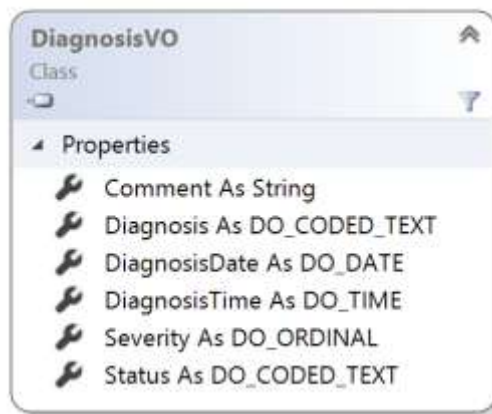 DiagnosisVO
Class
Properties
Comment As String
Diagnosis As DO_CODED_TEXT
DiagnosisDate As DO_DATE
DiagnosisTime As DO_TIME
Severity As DO_ORDINAL
Status As DO_CODED_TEXT